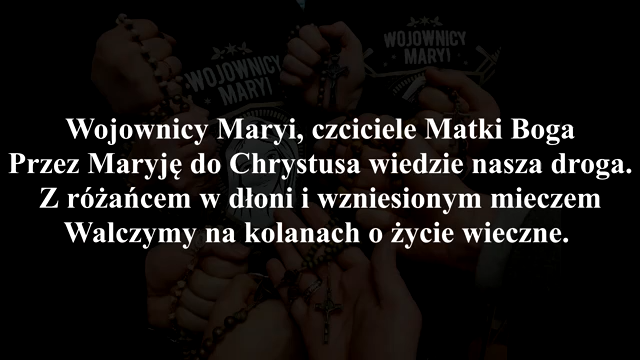 WOJOWNICY
MARYI
WOJOWNICY
MARYI
Wojownicy Maryi, czciciele Matki Boga
Przez Maryję do Chrystusa wiedzie nasza droga.
Z różańcem w dłoni i wzniesionym mieczem
Walczymy na kolanach o życie wieczne.